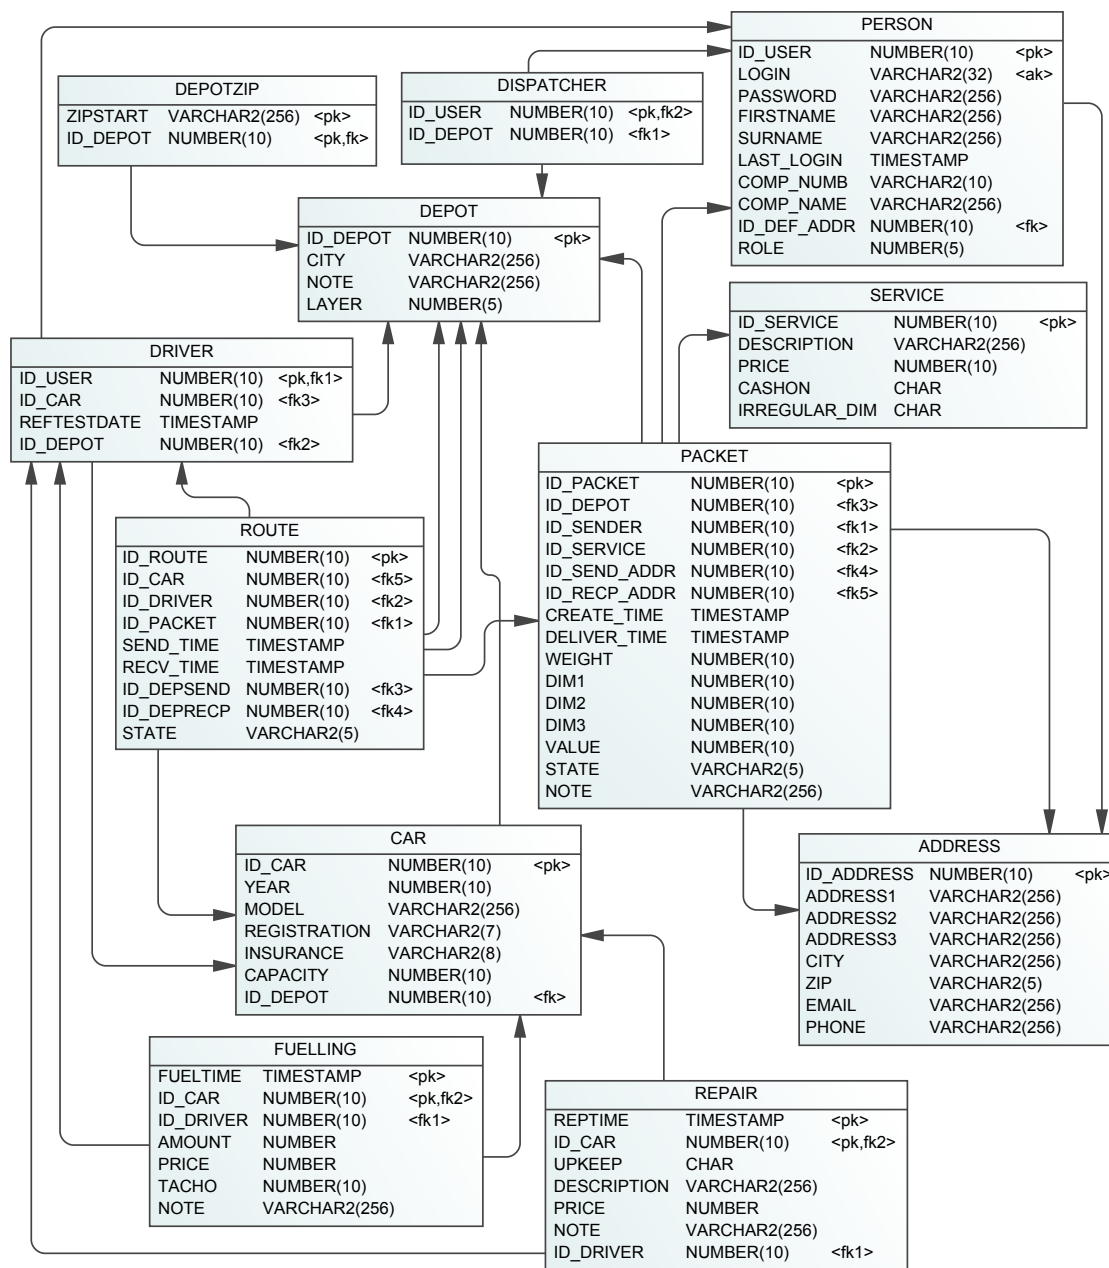 PERSON
ID_USER NUMBER(10) <pk>
LOGIN VARCHAR2(32) <ak>
PASSWORD VARCHAR2(256)
FIRSTNAME VARCHAR2(256)
SURNAME VARCHAR2(256)
LAST_LOGIN TIMESTAMP
COMP_NUMB VARCHAR2(10)
COMP_NAME VARCHAR2(256)
ID_DEF_ADDR NUMBER(10) <fk>
ROLE NUMBER(5)
DEPOTZIP
ZIPSTART VARCHAR2(256) <pk>
ID_DEPOT NUMBER(10) <pk,fk>
DISPATCHER
ID_USER NUMBER(10) <pk,fk2>
ID_DEPOT NUMBER(10) <fk1>
DEPOT
ID_DEPOT NUMBER(10) <pk>
CITY VARCHAR2(256)
NOTE VARCHAR2(256)
LAYER NUMBER(5)
SERVICE
ID_SERVICE NUMBER(10) <pk>
DESCRIPTION VARCHAR2(256)
PRICE NUMBER(10)
CASHON CHAR
IRREGULAR_DIM CHAR
DRIVER
ID_USER NUMBER(10) <pk,fk1>
ID_CAR NUMBER(10) <fk3>
REFTESTDATE TIMESTAMP
ID_DEPOT NUMBER(10) <fk2>
PACKET
ID_PACKET NUMBER(10) <pk>
ID_DEPOT NUMBER(10) <fk3>
ID_SENDER NUMBER(10) <fk1>
ID_SERVICE NUMBER(10) <fk2>
ID_SEND_ADDR NUMBER(10) <fk4>
ID_RECP_ADDR NUMBER(10) <fk5>
CREATE_TIME TIMESTAMP
DELIVER_TIME TIMESTAMP
WEIGHT NUMBER(10)
DIM1 NUMBER(10)
DIM2 NUMBER(10)
DIM3 NUMBER(10)
VALUE NUMBER(10)
STATE VARCHAR2(5)
NOTE VARCHAR2(256)
ROUTE
ID_ROUTE NUMBER(10) <pk>
ID_CAR NUMBER(10) <fk5>
ID_DRIVER NUMBER(10) <fk2>
ID_PACKET NUMBER(10) <fk1>
SEND_TIME TIMESTAMP
RECV_TIME TIMESTAMP
ID_DEPSEND NUMBER(10) <fk3>
ID_DEPRECP NUMBER(10) <fk4>
STATE VARCHAR2(5)
CAR
ID_CAR NUMBER(10) <pk>
YEAR NUMBER(10)
MODEL VARCHAR2(256)
REGISTRATION VARCHAR2(7)
INSURANCE VARCHAR2(8)
CAPACITY NUMBER(10)
ID_DEPOT NUMBER(10) <fk>
ADDRESS
ID_ADDRESS NUMBER(10) <pk>
ADDRESS1 VARCHAR2(256)
ADDRESS2 VARCHAR2(256)
ADDRESS3 VARCHAR2(256)
CITY VARCHAR2(256)
ZIP VARCHAR2(5)
EMAIL VARCHAR2(256)
PHONE VARCHAR2(256)
FUELLING
FUELTIME TIMESTAMP <pk>
ID_CAR NUMBER(10) <pk,fk2>
ID_DRIVER NUMBER(10) <fk1>
AMOUNT NUMBER
PRICE NUMBER
TACHO NUMBER(10)
NOTE VARCHAR2(256)
REPAIR
REPTIME TIMESTAMP <pk>
ID_CAR NUMBER(10) <pk,fk2>
UPKEEP CHAR
DESCRIPTION VARCHAR2(256)
PRICE NUMBER
NOTE VARCHAR2(256)
ID_DRIVER NUMBER(10) <fk1>